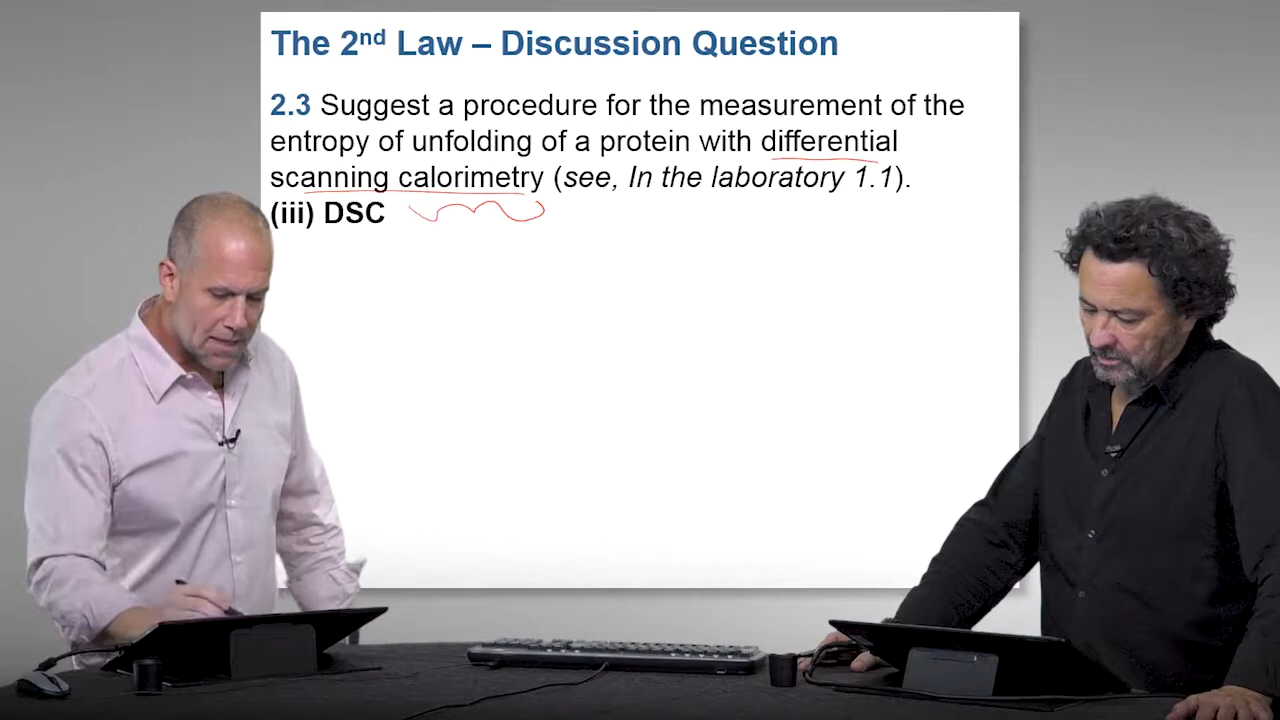 The 2nd Law – Discussion Question
2.3 Suggest a procedure for the measurement of the
entropy of unfolding of a protein with differential
scanning calorimetry (see, In the laboratory 1.1).
(iii) DSC